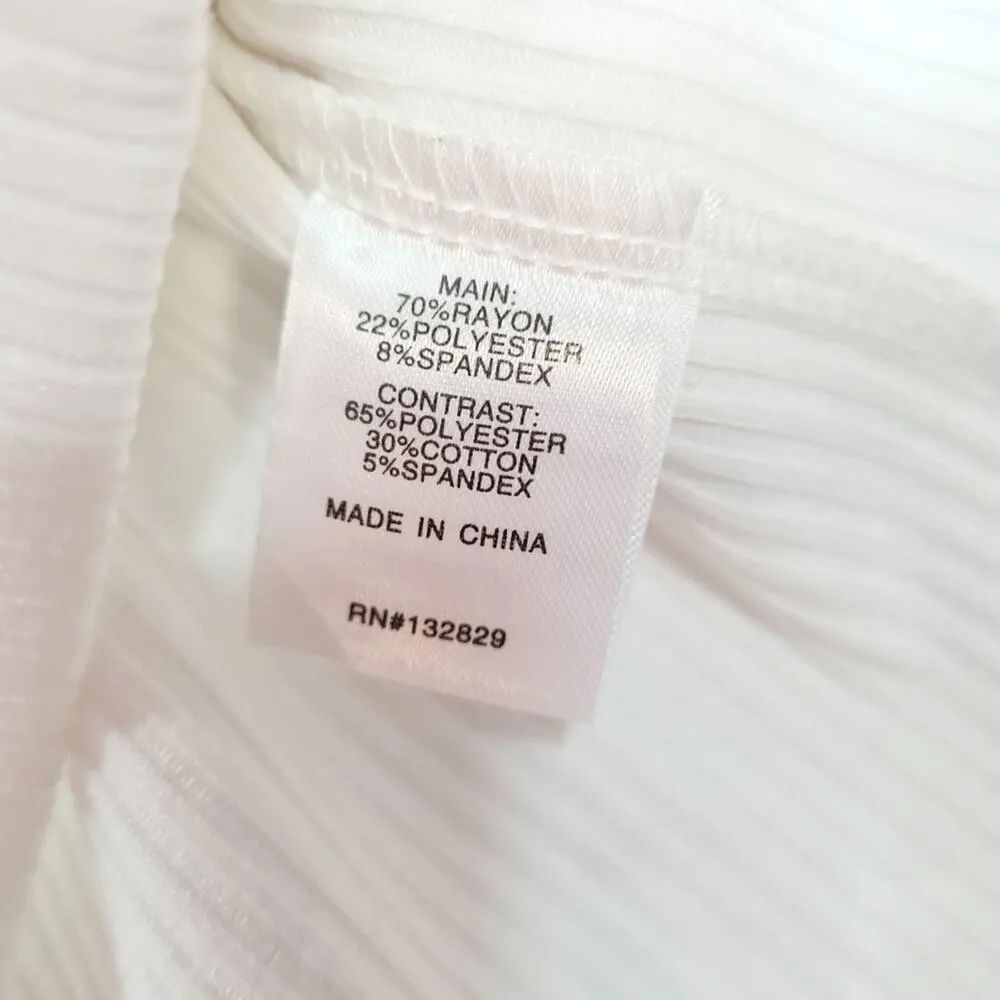 MAIN:
70%RAYON
22%POLYESTER
8%SPANDEX
CONTRAST:
65%POLYESTER
30%COTTON
5%SPANDEX
MADE IN CHINA
RN#132829